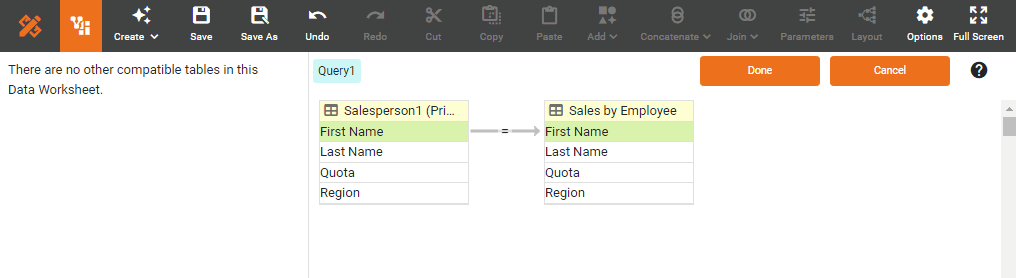 Create
Save
Save As
Undo
Redo
Cut
Copy
Paste
Add
Concatenate
Join
Parameters
Layout
Options
Full Screen
There are no other compatible tables in this
Data Worksheet.
Query1
Done
Cancel
?
Salesperson1 (Pri...
First Name
Last Name
Quota
Region
=
Sales by Employee
First Name
Last Name
Quota
Region